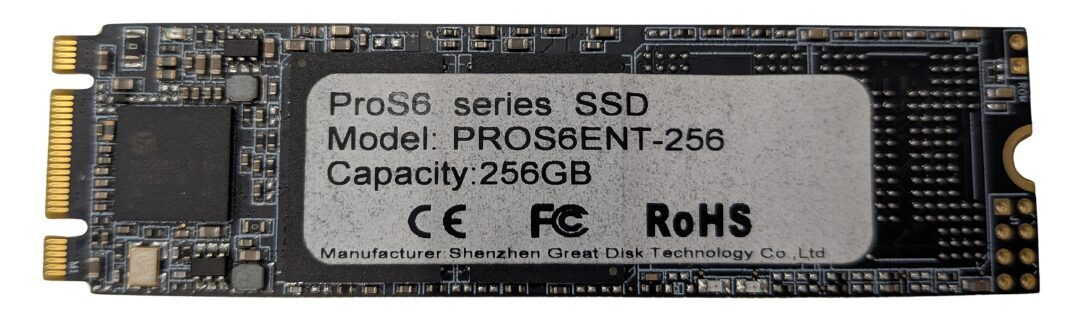 ProS6 series SSD
Model: PROS6ENT-256
Capacity:256GB
CE FC RoHS
Manufacturer:Shenzhen Great Disk Technology Co.,Ltd